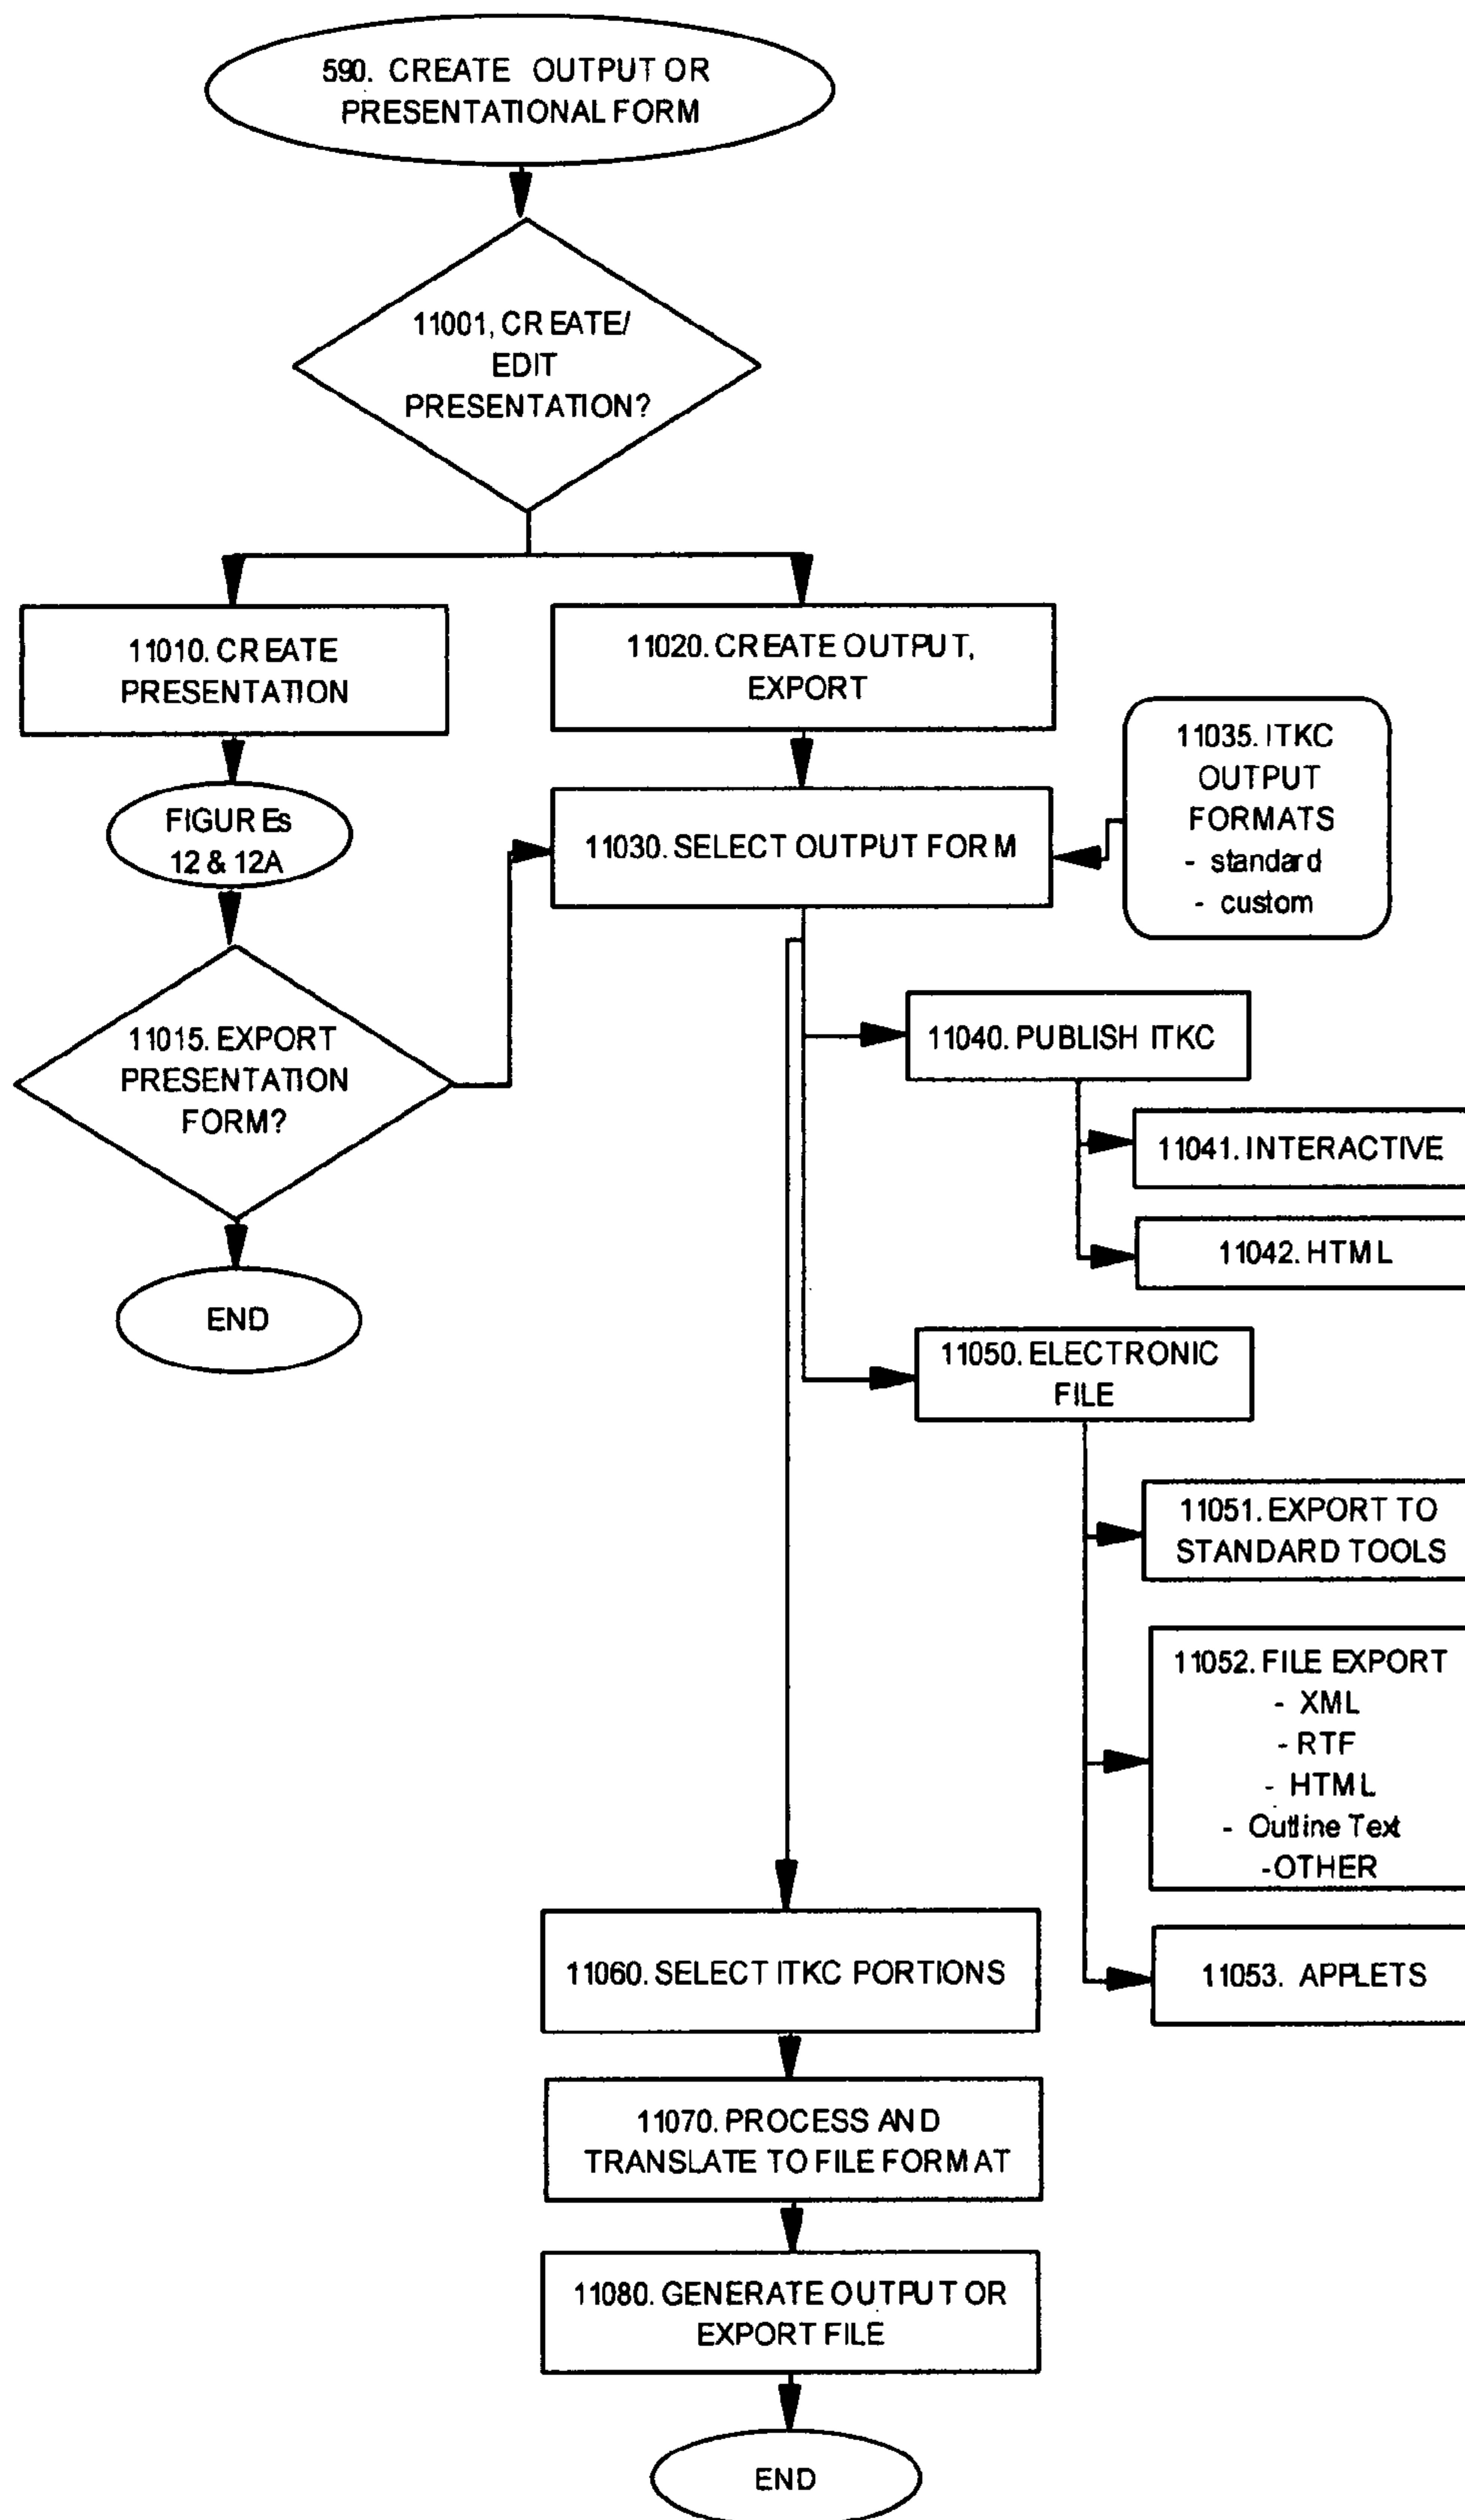 590. CREATE OUTPUT OR
PRESENTATIONAL FORM
11001, CREATE/
EDIT
PRESENTATION?
11010. CREATE
PRESENTATION
11020. CREATE OUTPUT,
EXPORT
FIGUREs
12 & 12A
11030. SELECT OUTPUT FORM
11035. ITKC
OUTPUT
FORMATS
- standard
- custom
11015. EXPORT
PRESENTATION
FORM?
END
11040. PUBLISH ITKC
11041. INTERACTIVE
11042. HTML
11050. ELECTRONIC
FILE
11051. EXPORT TO
STANDARD TOOLS
11052. FILE EXPORT
- XML
- RTF
- HTML
- Outline Text
-OTHER
11053. APPLETS
11060. SELECT ITKC PORTIONS
11070. PROCESS AND
TRANSLATE TO FILE FORMAT
11080. GENERATE OUTPUT OR
EXPORT FILE
END